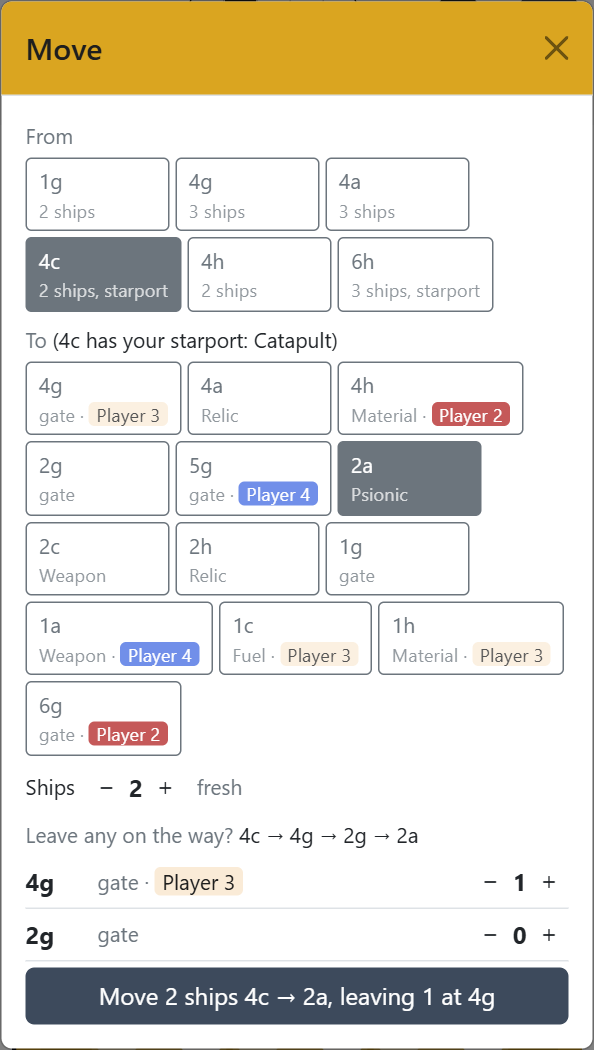 Move
From
1g 4g 4a
2 ships 3 ships 3 ships
4c 4h 6h
2 ships, starport 2 ships 3 ships, starport
To (4c has your starport: Catapult)
4g 4a 4h
gate · Player 3 Relic Material · Player 2
2g 5g 2a
gate gate · Player 4 Psionic
2c 2h 1g
Weapon Relic gate
1a 1c 1h
Weapon · Player 4 Fuel · Player 3 Material · Player 3
6g
gate · Player 2
Ships − 2 + fresh
Leave any on the way? 4c → 4g → 2g → 2a
4g gate · Player 3 − 1 +
2g gate − 0 +
Move 2 ships 4c → 2a, leaving 1 at 4g